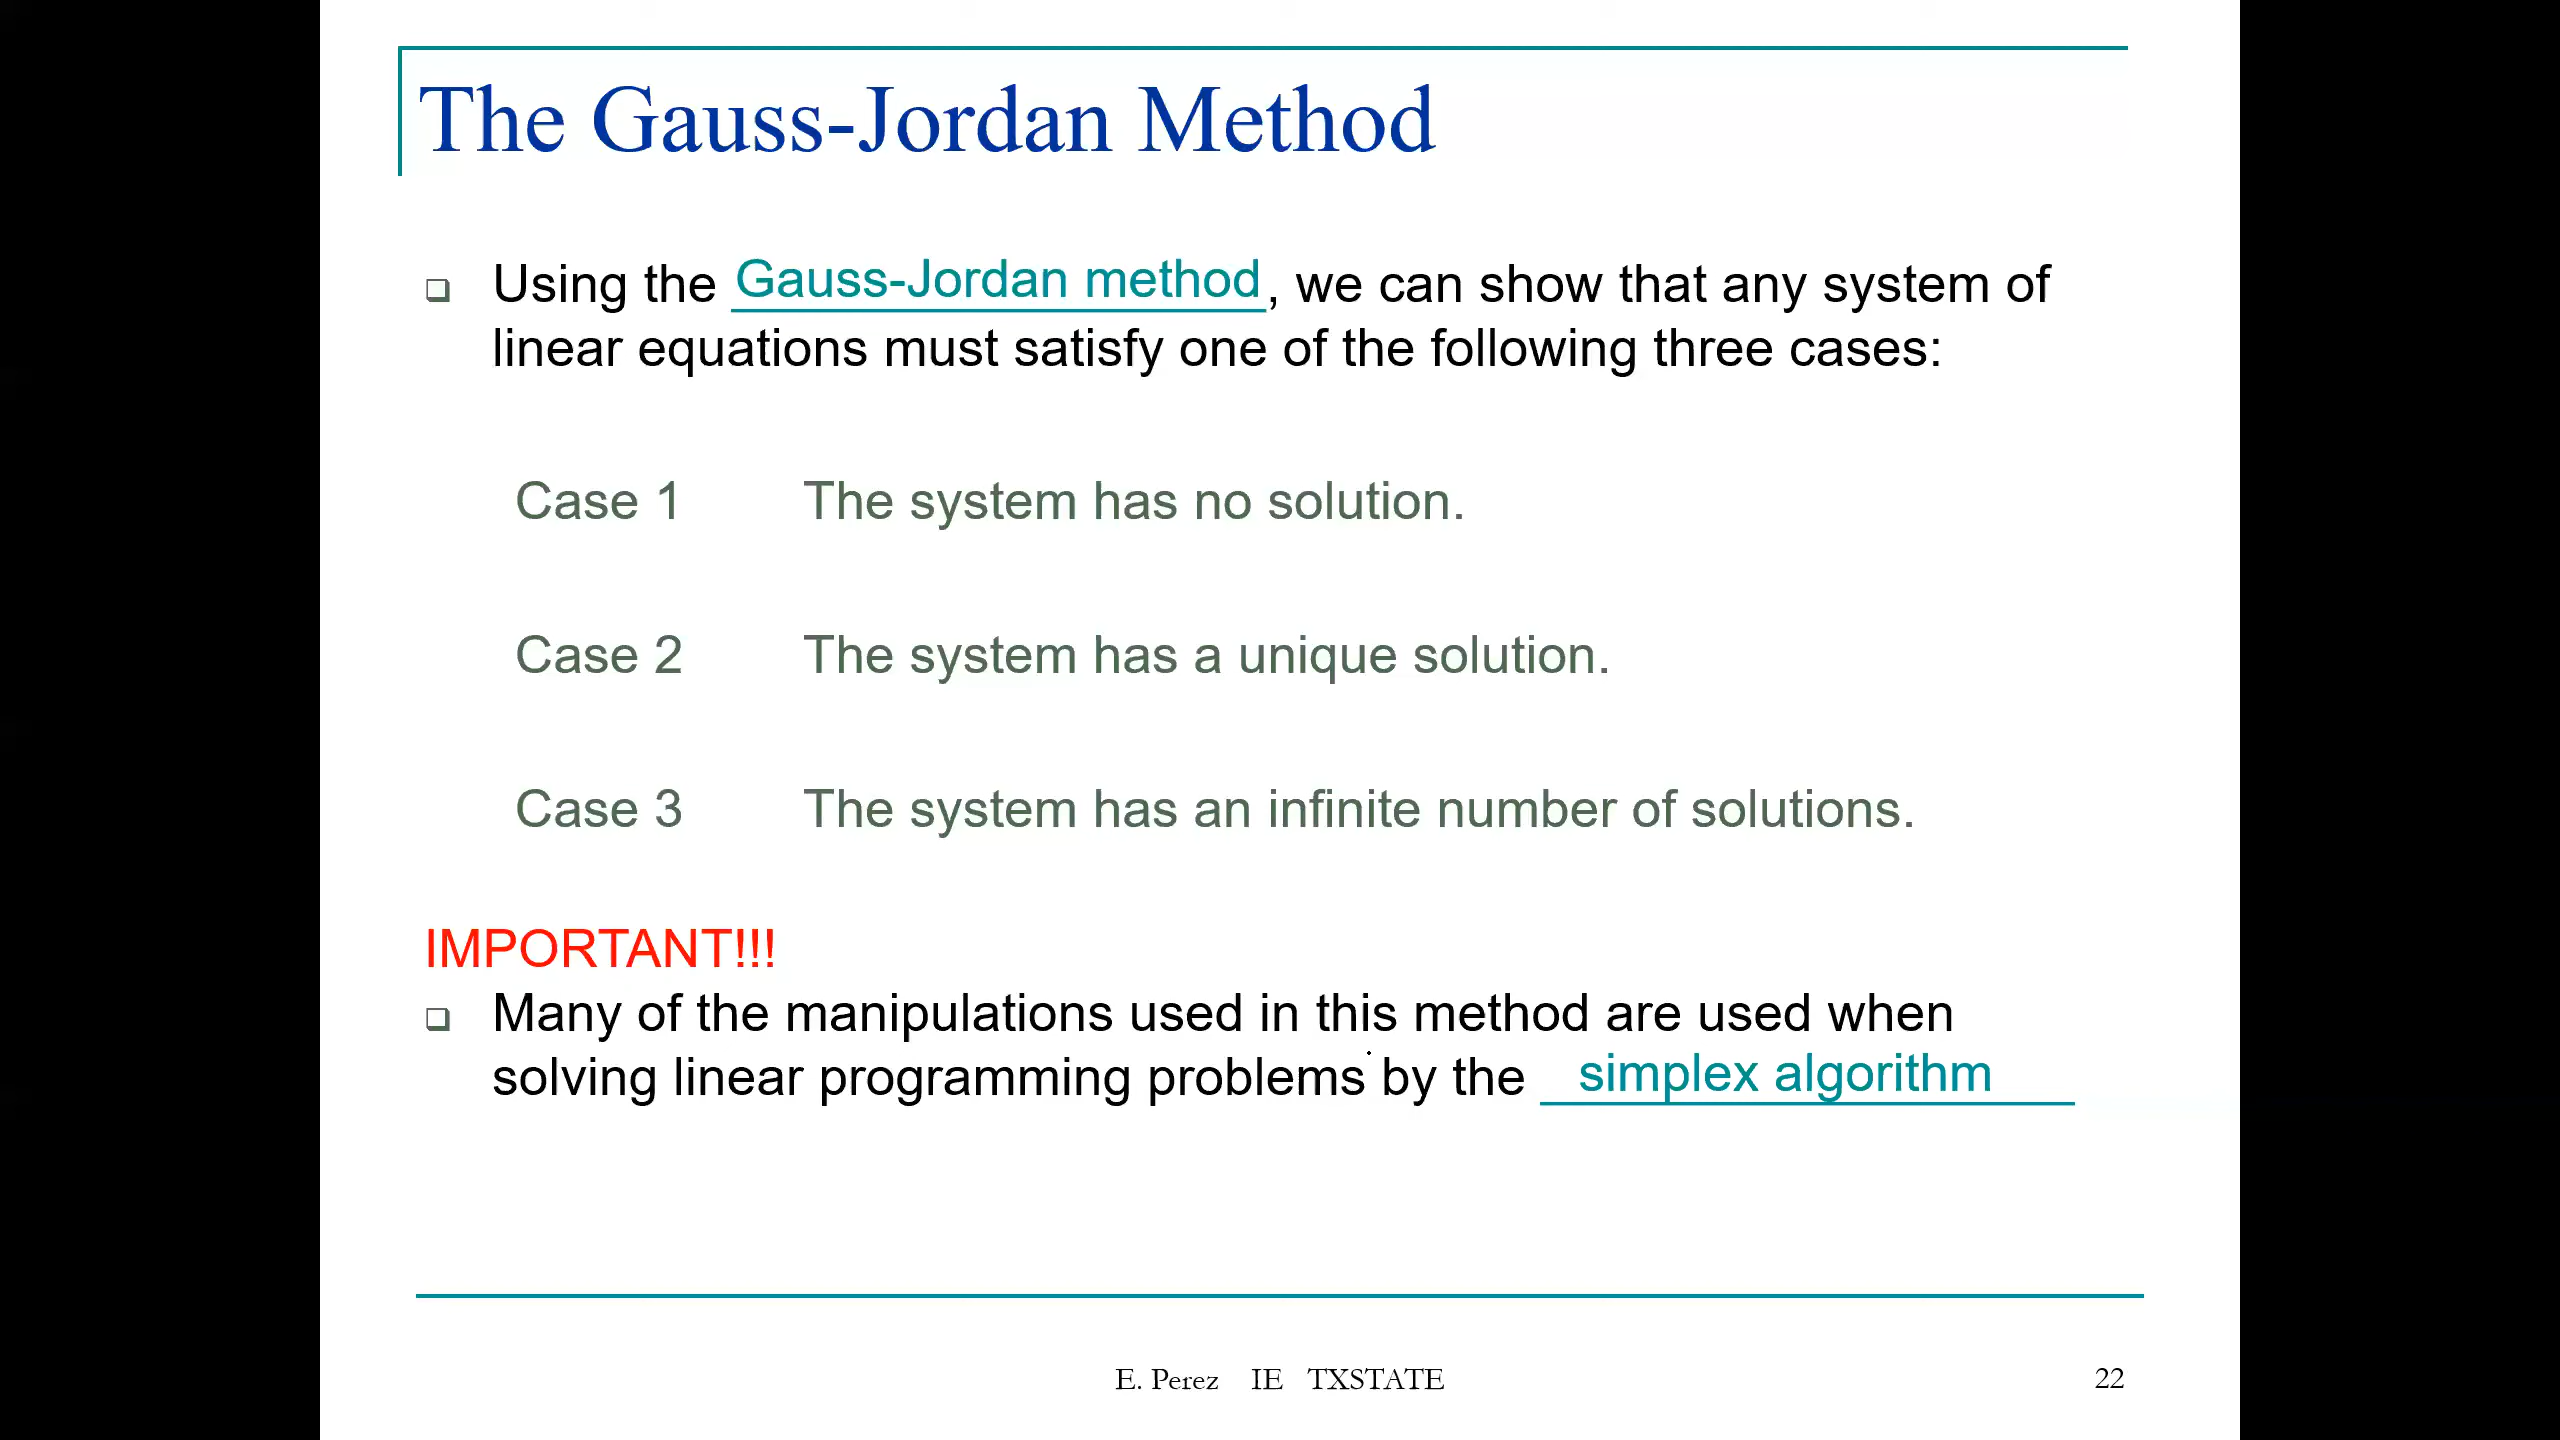 The Gauss-Jordan Method
Using the Gauss-Jordan method, we can show that any system of
linear equations must satisfy one of the following three cases:
Case 1 The system has no solution.
Case 2 The system has a unique solution.
Case 3 The system has an infinite number of solutions.
IMPORTANT!!!
Many of the manipulations used in this method are used when
solving linear programming problems by the simplex algorithm
E. Perez IE TXSTATE 22